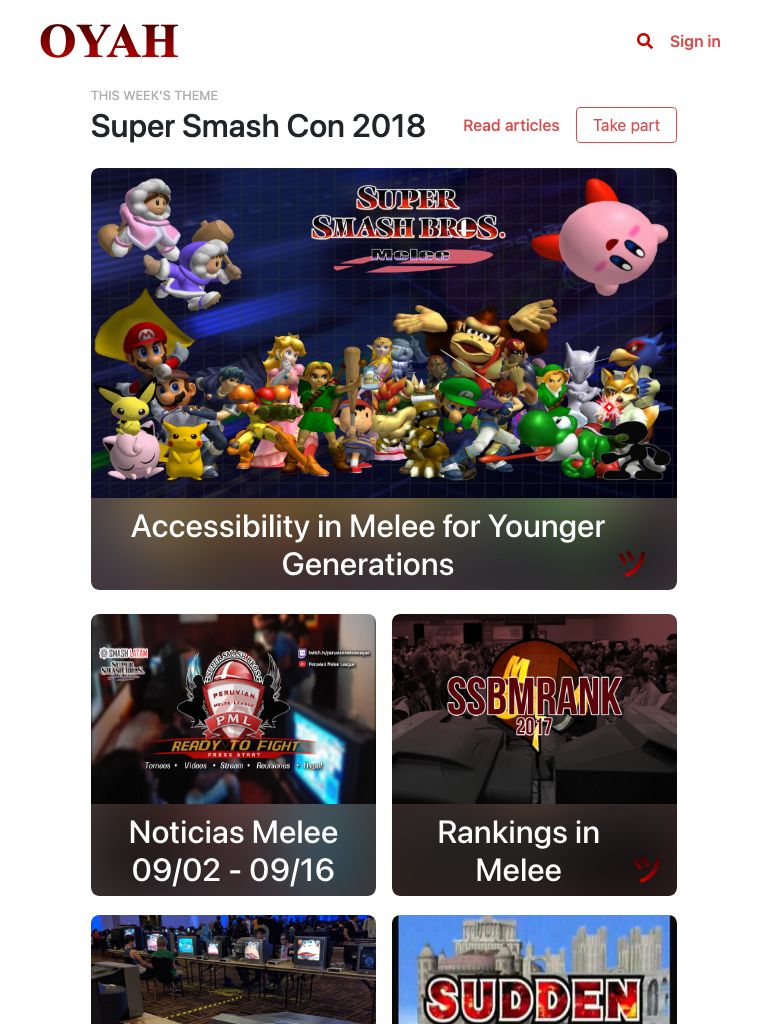 OYAH
Sign in
THIS WEEK'S THEME
Super Smash Con 2018
Read articles
Take part
SUPER
SMASH BROS.
Melee
Accessibility in Melee for Younger
Generations
ツ
SMASH LATAM
SUPER
SMASH BROS.
twitch.tv/peruvianmeleeleague
Peruvian Melee League
SUPER SMASH BROS
PERUVIAN
MELEE LEAGUE
PML
READY TO FIGHT
PRESS START
Torneos • Videos • Stream • Reuniones • Hype!
Noticias Melee
09/02 - 09/16
SSBMRANK
2017
Rankings in
Melee
ツ
SUDDEN